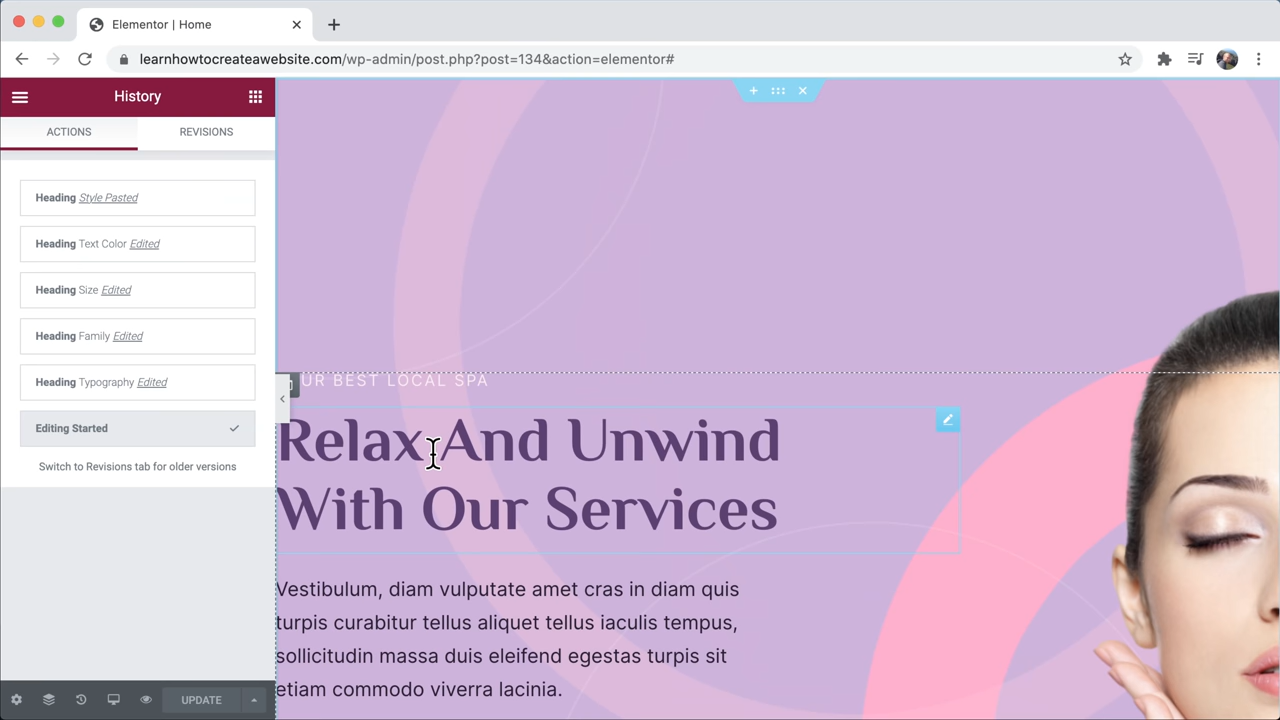 Elementor | Home
learnhowtocreateawebsite.com/wp-admin/post.php?post=134&action=elementor#
History
ACTIONS
REVISIONS
Heading Style Pasted
Heading Text Color Edited
Heading Size Edited
Heading Family Edited
Heading Typography Edited
Editing Started
Switch to Revisions tab for older versions
UPDATE
UR BEST LOCAL SPA
Relax And Unwind
With Our Services
Vestibulum, diam vulputate amet cras in diam quis
turpis curabitur tellus aliquet tellus iaculis tempus,
sollicitudin massa duis eleifend egestas turpis sit
etiam commodo viverra lacinia.